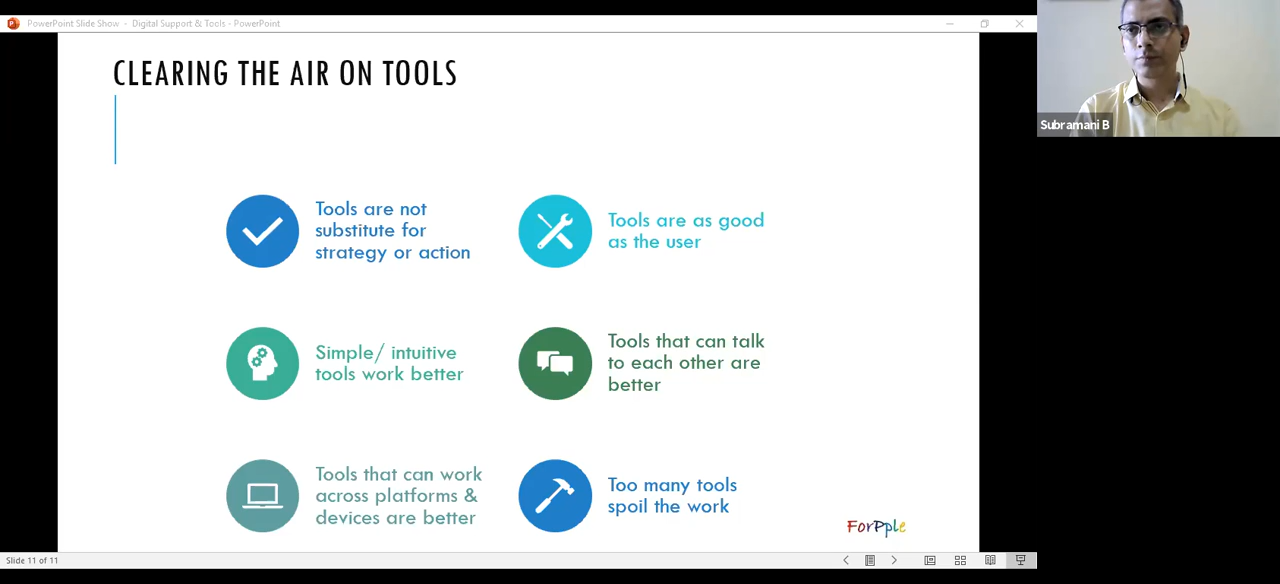 PowerPoint Slide Show - Digital Support & Tools - PowerPoint
Subramani B
CLEARING THE AIR ON TOOLS
Tools are not
substitute for
strategy or action
Tools are as good
as the user
Simple/ intuitive
tools work better
Tools that can talk
to each other are
better
Tools that can work
across platforms &
devices are better
Too many tools
spoil the work
ForPple
Slide 11 of 11